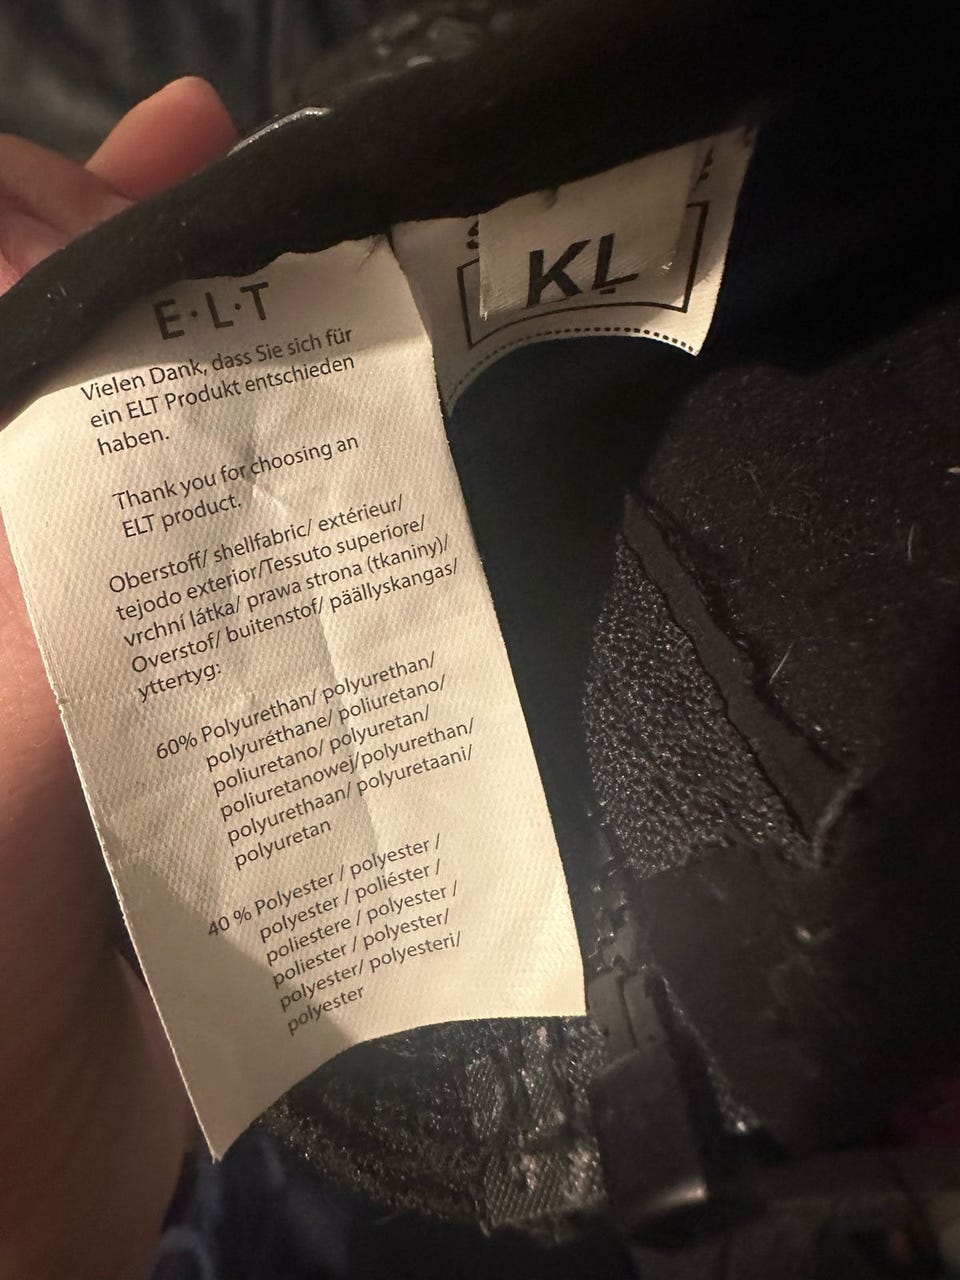 E·L·T
Vielen Dank, dass Sie sich für
ein ELT Produkt entschieden
haben.
Thank you for choosing an
ELT product.
Oberstoff/ shellfabric/ extérieur/
tejodo exterior/Tessuto superiore/
vrchní látka/ prawa strona (tkaniny)/
Overstof/ buitenstof/ päällyskangas/
yttertyg:
60% Polyurethan/ polyurethan/
polyuréthane/ poliuretano/
poliuretano/ polyuretan/
poliuretanowej/polyurethan/
polyurethaan/ polyuretaani/
polyuretan
40 % Polyester / polyester /
polyester / poliéster /
poliestere / polyester /
poliester / polyester/
polyester/ polyesteri/
polyester
KL